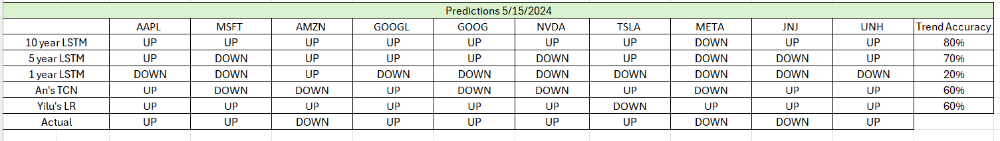 Predictions 5/15/2024
AAPL MSFT AMZN GOOGL GOOG NVDA TSLA META JNJ UNH Trend Accuracy
10 year LSTM UP UP UP UP UP UP UP DOWN UP UP 80%
5 year LSTM UP DOWN UP UP UP DOWN UP DOWN DOWN UP 70%
1 year LSTM DOWN DOWN UP DOWN DOWN DOWN DOWN DOWN DOWN DOWN 20%
An's TCN UP DOWN DOWN UP DOWN DOWN UP DOWN UP UP 60%
Yilu's LR UP UP UP UP UP UP DOWN UP UP UP 60%
Actual UP UP DOWN UP UP UP UP DOWN DOWN UP